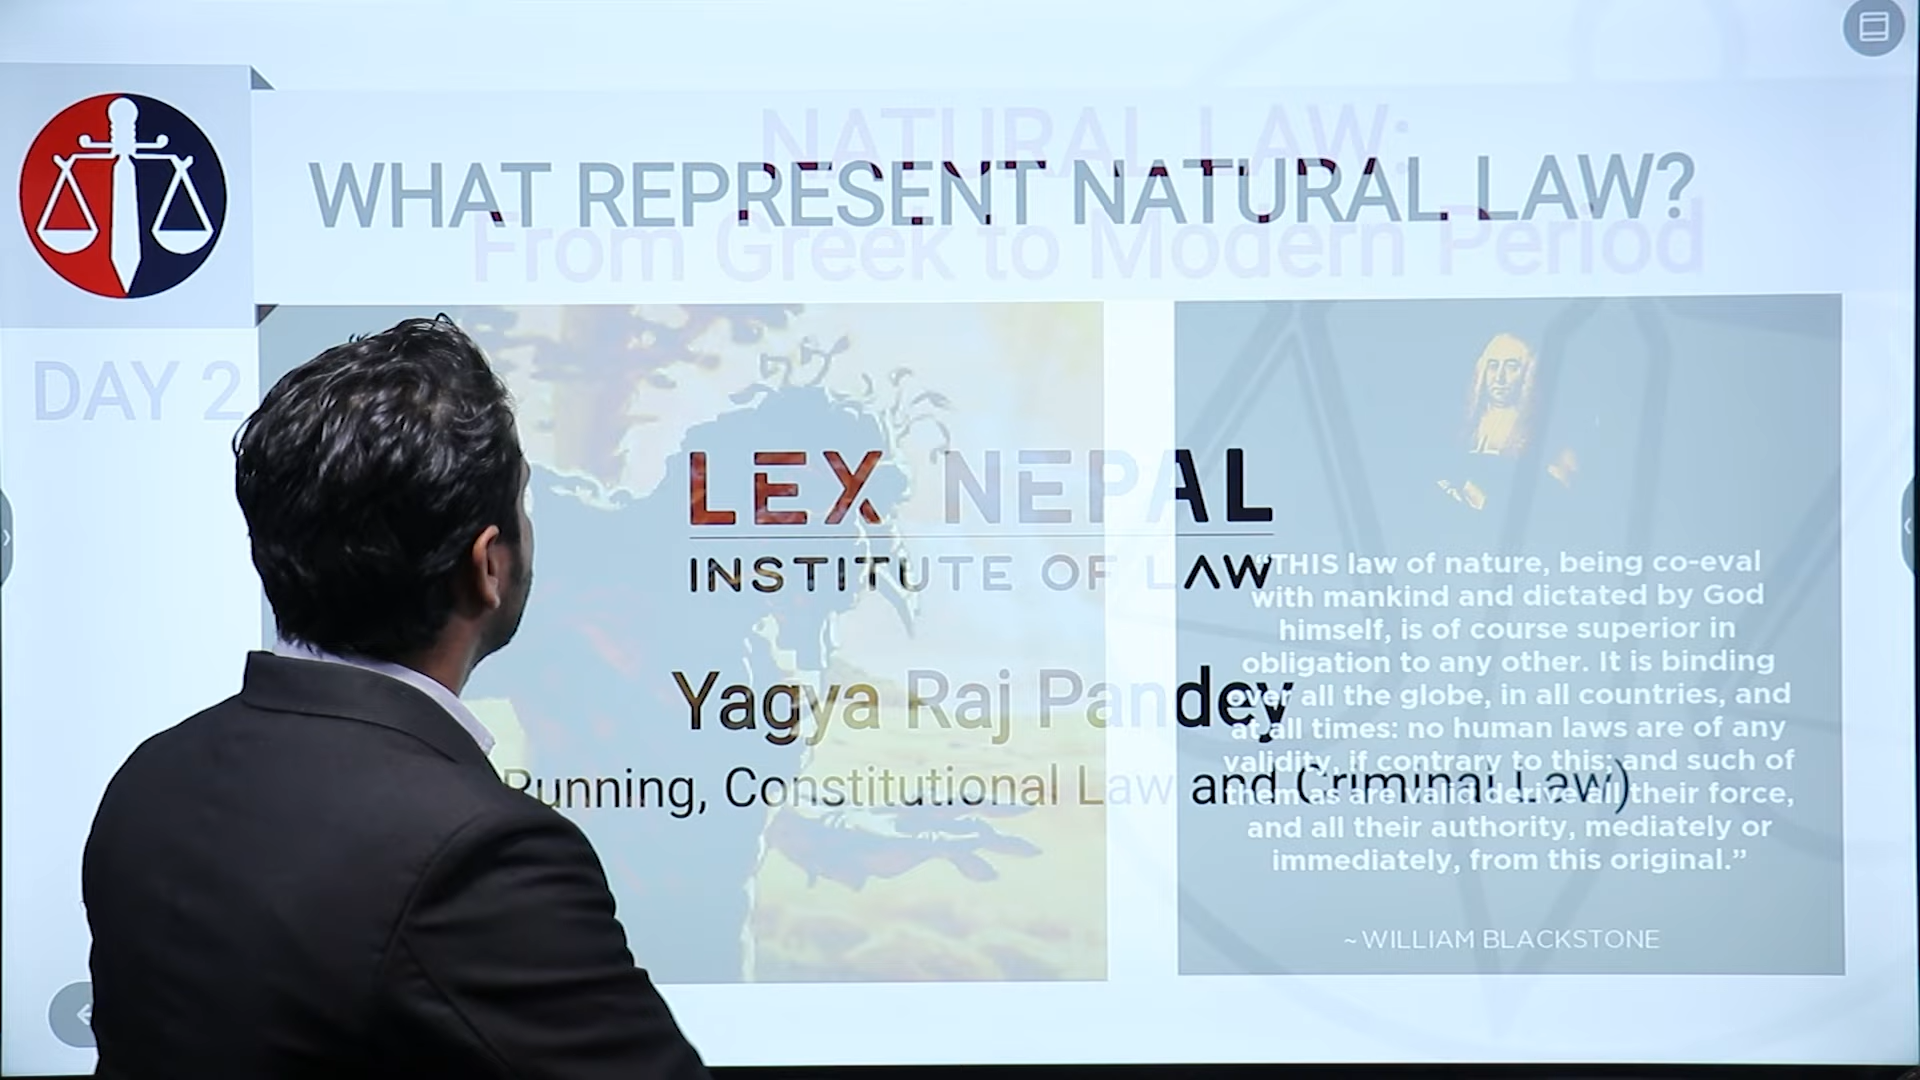 NATURAL LAW:
WHAT REPRESENT NATURAL LAW?
From Greek to Modern Period
DAY 2
LEX NEPAL
INSTITUTE OF LAW
Yagya Raj Pandey
Running, Constitutional Law and Criminal Law)
“THIS law of nature, being co-eval
with mankind and dictated by God
himself, is of course superior in
obligation to any other. It is binding
over all the globe, in all countries, and
at all times: no human laws are of any
validity, if contrary to this; and such of
them as are valid derive all their force,
and all their authority, mediately or
immediately, from this original.”
~ WILLIAM BLACKSTONE